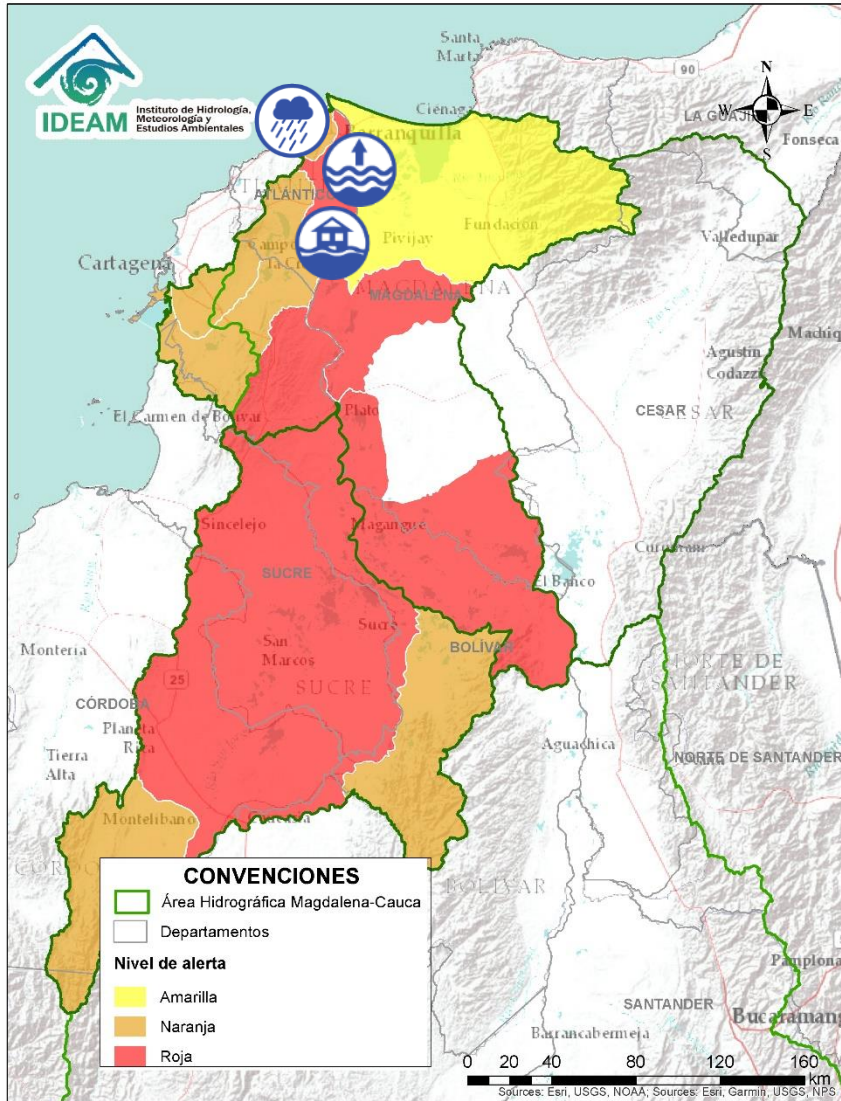 IDEAM
Instituto de Hidrología,
Meteorología y
Estudios Ambientales
Santa
Marta
90
N
W
E
S
Ciénaga
LA GUAJI
Fonseca
Barranquilla
ATLÁNTICO
Fundación
Pivijay
Valledupar
Cartagena
MAGDALENA
Agustín
Codazzi
El Carmen de Bolívar
Plato
CESAR
Sincelejo
Magangué
SUCRE
El Banco
Sucre
Montería
San
Marcos
BOLÍVAR
SUCRE
25
NORTE DE
SANTANDER
CÓRDOBA
Planeta
Rica
Aguachica
NORTE DE SANTANDER
Tierra
Alta
Montelíbano
BOLÍVAR
CONVENCIONES
Área Hidrográfica Magdalena-Cauca
Departamentos
Nivel de alerta
Amarilla
Naranja
Roja
Pamplona
SANTANDER
Bucaramang
Barrancabermeja
0 20 40 80 120 160
km
Sources: Esri, USGS, NOAA; Sources: Esri, Garmin, USGS, NPS